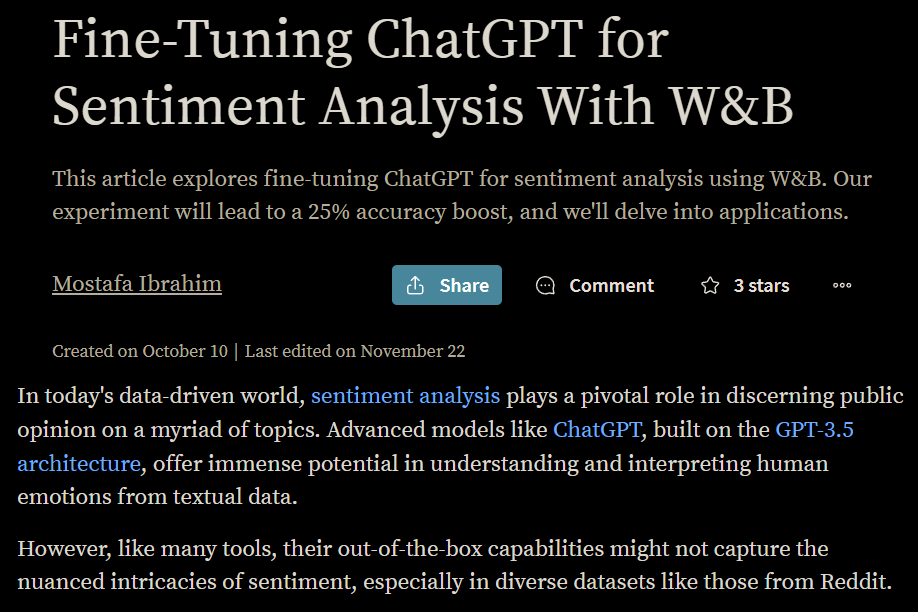 Fine-Tuning ChatGPT for
Sentiment Analysis With W&B
This article explores fine-tuning ChatGPT for sentiment analysis using W&B. Our
experiment will lead to a 25% accuracy boost, and we'll delve into applications.
Mostafa Ibrahim
Share
Comment
3 stars
Created on October 10 | Last edited on November 22
In today's data-driven world, sentiment analysis plays a pivotal role in discerning public
opinion on a myriad of topics. Advanced models like ChatGPT, built on the GPT-3.5
architecture, offer immense potential in understanding and interpreting human
emotions from textual data.
However, like many tools, their out-of-the-box capabilities might not capture the
nuanced intricacies of sentiment, especially in diverse datasets like those from Reddit.